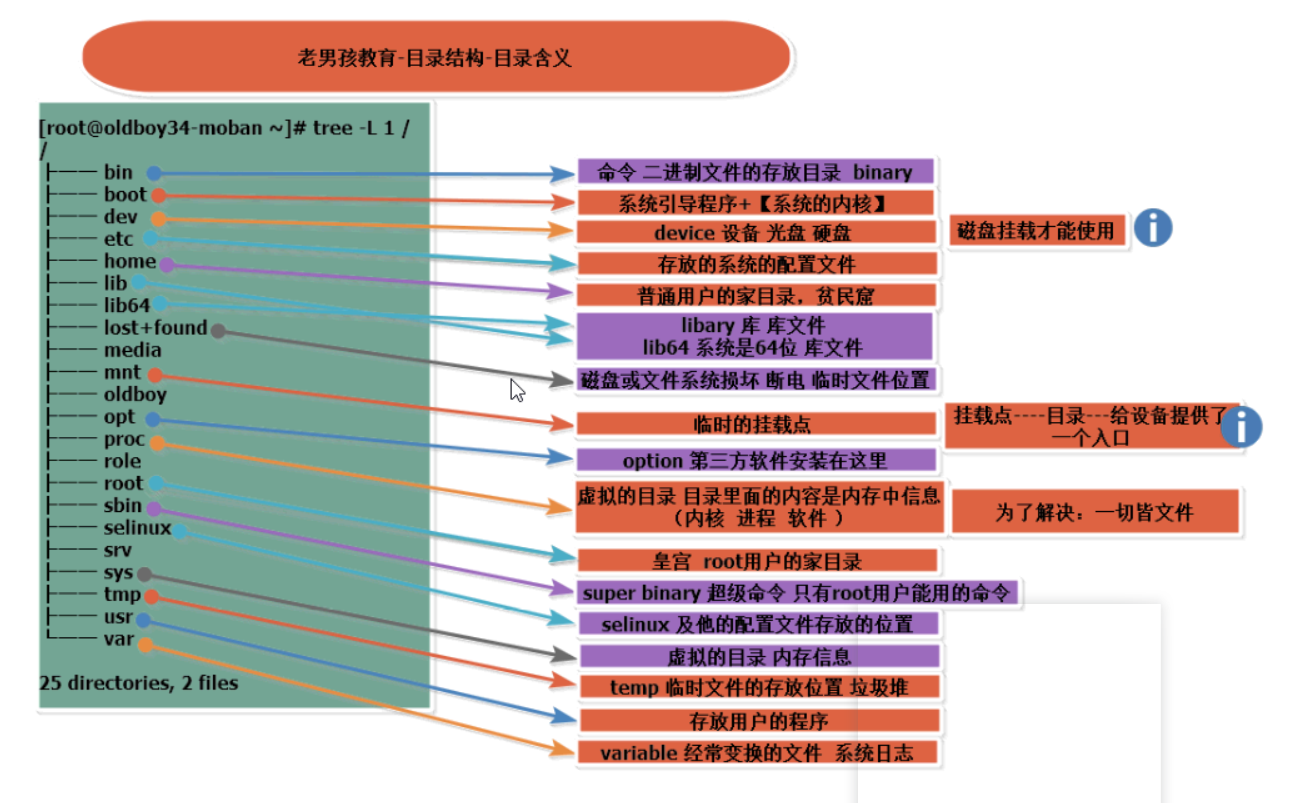 老男孩教育-目录结构-目录含义
[root@oldboy34-moban ~]# tree -L 1 /
/
├── bin
├── boot
├── dev
├── etc
├── home
├── lib
├── lib64
├── lost+found
├── media
├── mnt
├── oldboy
├── opt
├── proc
├── role
├── root
├── sbin
├── selinux
├── srv
├── sys
├── tmp
├── usr
└── var
25 directories, 2 files
命令 二进制文件的存放目录 binary
系统引导程序+【系统的内核】
device 设备 光盘 硬盘
磁盘挂载才能使用
存放的系统的配置文件
普通用户的家目录，贫民窟
libary 库 库文件
lib64 系统是64位 库文件
磁盘或文件系统损坏 断电 临时文件位置
临时的挂载点
挂载点----目录---给设备提供了
一个入口
option 第三方软件安装在这里
虚拟的目录 目录里面的内容是内存中信息
（内核 进程 软件 ）
为了解决：一切皆文件
皇宫 root用户的家目录
super binary 超级命令 只有root用户能用的命令
selinux 及他的配置文件存放的位置
虚拟的目录 内存信息
temp 临时文件的存放位置 垃圾堆
存放用户的程序
variable 经常变换的文件 系统日志